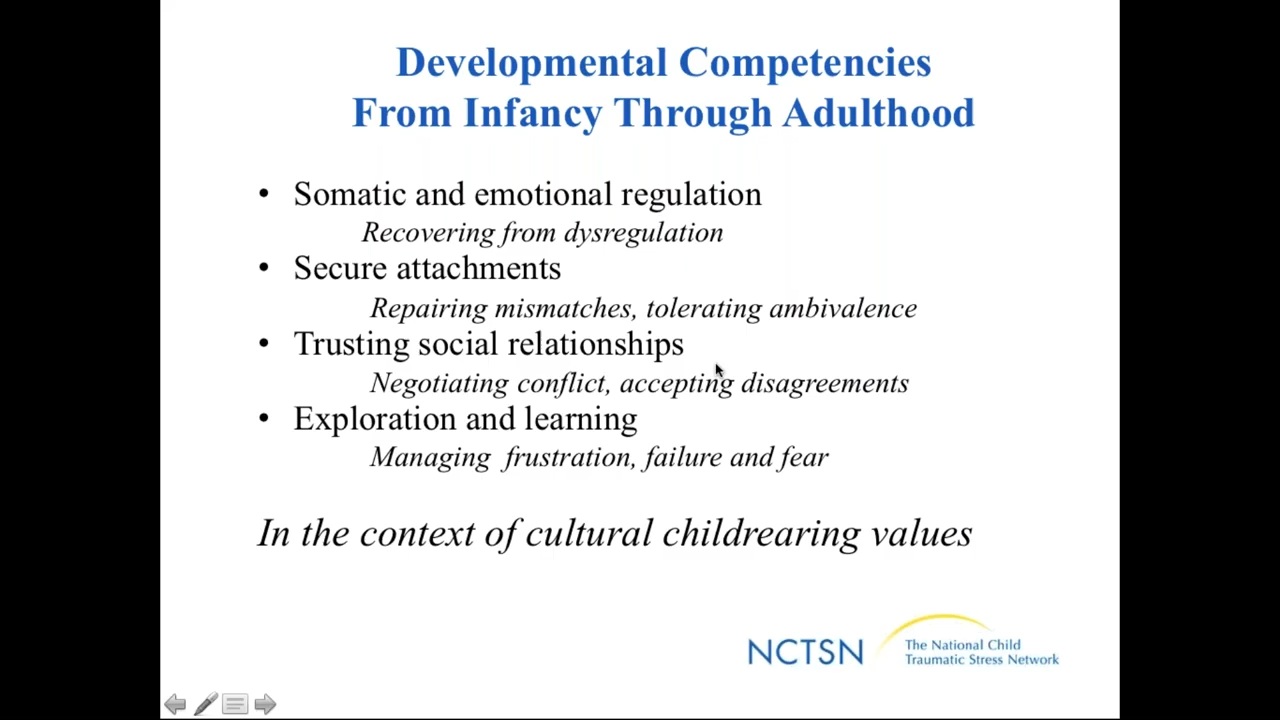 Developmental Competencies
From Infancy Through Adulthood
• Somatic and emotional regulation
Recovering from dysregulation
• Secure attachments
Repairing mismatches, tolerating ambivalence
• Trusting social relationships
Negotiating conflict, accepting disagreements
• Exploration and learning
Managing frustration, failure and fear
In the context of cultural childrearing values
NCTSN
The National Child
Traumatic Stress Network